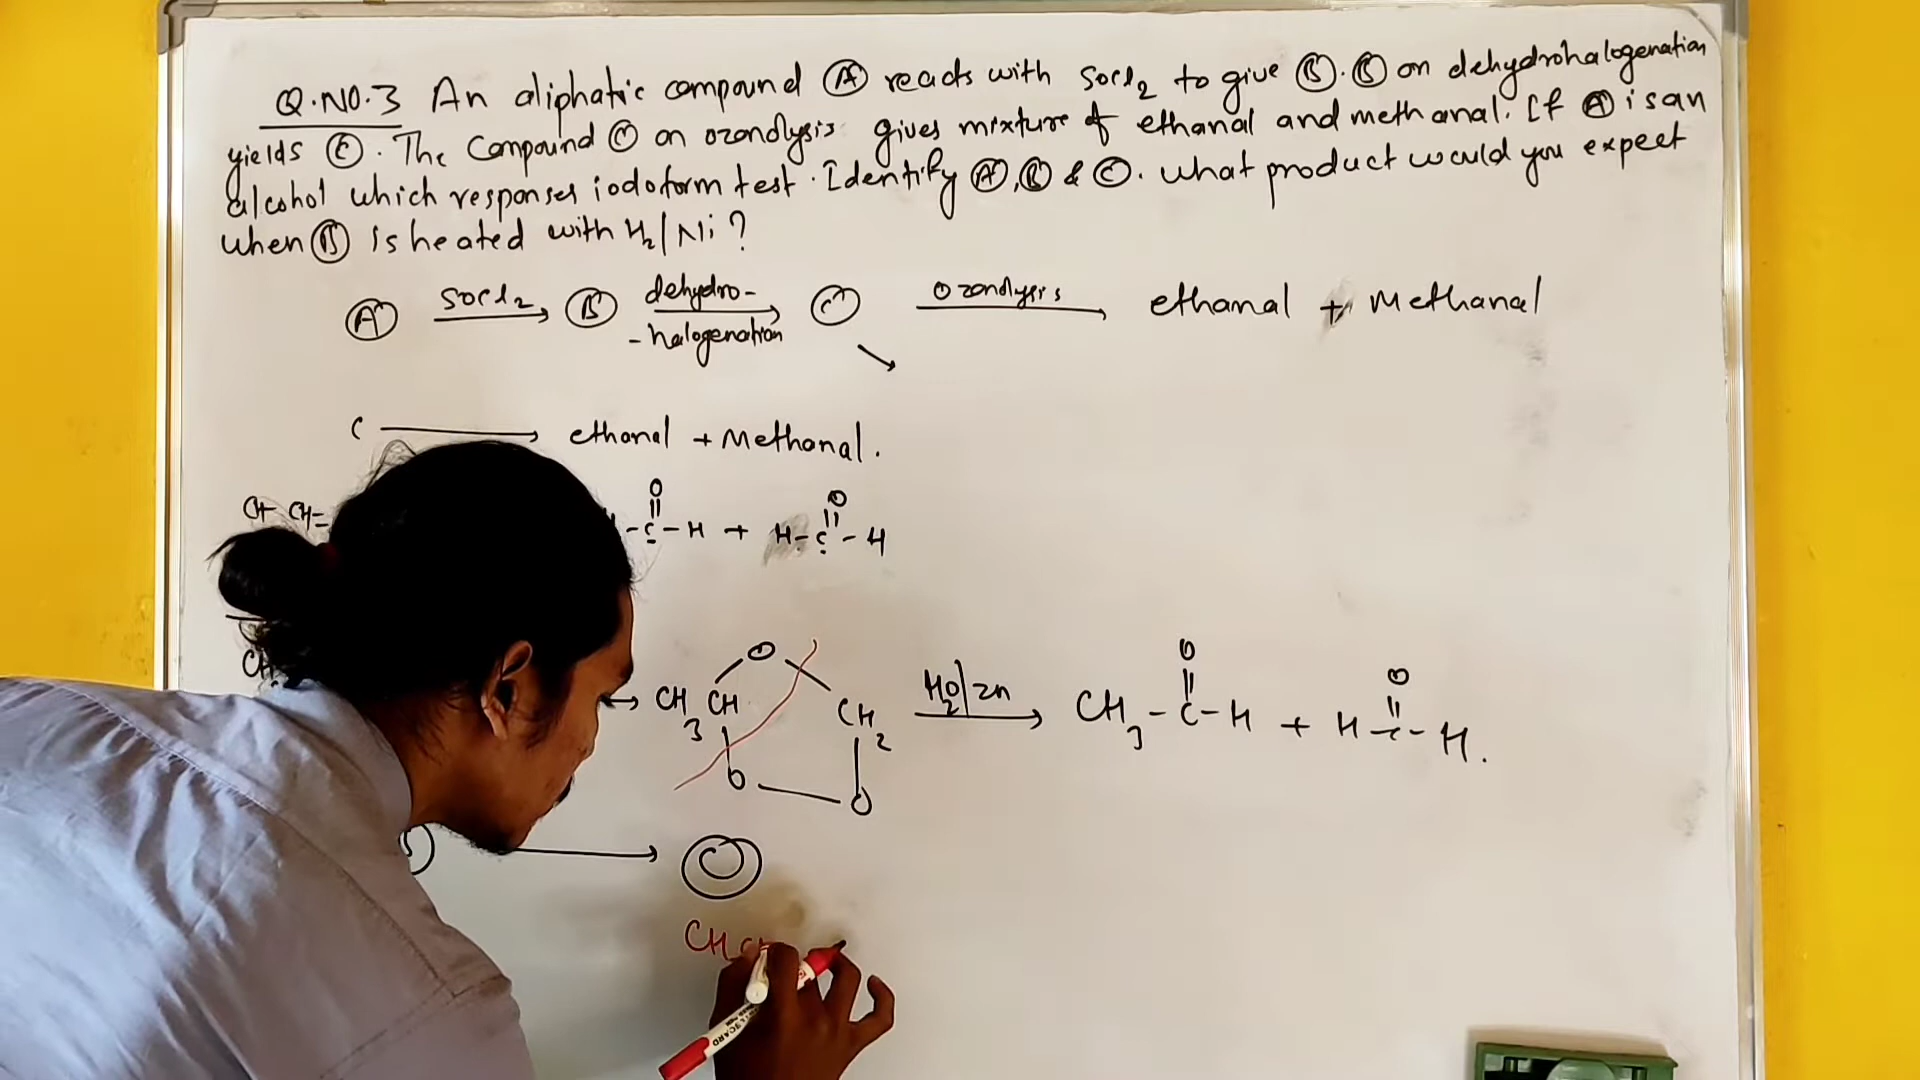 Q.NO.3 An aliphatic compound Ⓐ reacts with SOCl2 to give Ⓑ. Ⓑ on dehydrohalogenation
yields Ⓒ. The Compound Ⓒ on ozonolysis gives mixture of ethanal and methanal. If Ⓐ is an
alcohol which responses iodoform test. Identify Ⓐ, Ⓑ & Ⓒ. What product would you expect
when Ⓑ is heated with H2/Ni?
Ⓐ SOCl2 → Ⓑ dehydro-
-halogenation → Ⓒ Ozonolysis → ethanal + Methanal
C → ethanal + Methanal.
CH CH= O O
-C-H + H-C-H
CH O O O
→ CH3 CH CH2 H2O/Zn → CH3-C-H + H-C-H.
O O
→ Ⓒ
CH